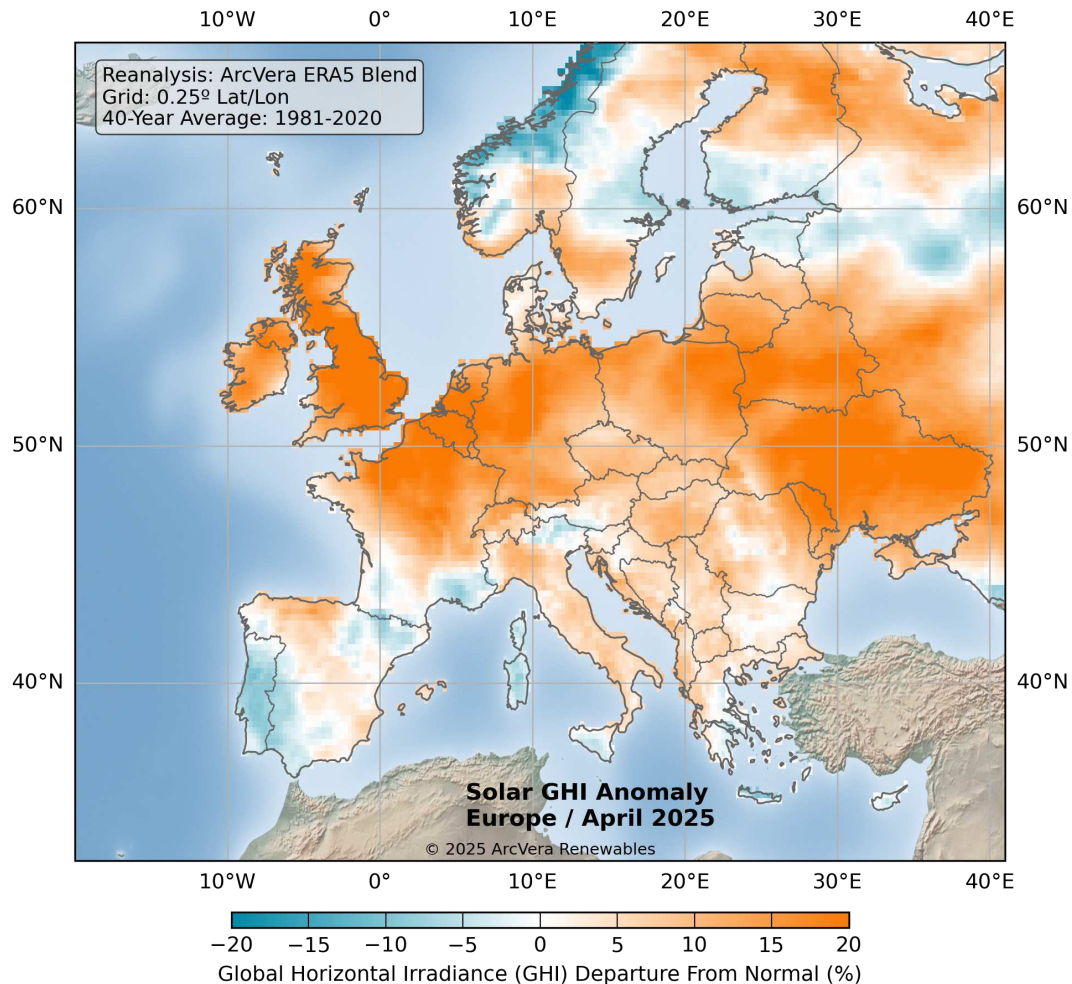 10°W 0° 10°E 20°E 30°E 40°E
Reanalysis: ArcVera ERA5 Blend
Grid: 0.25º Lat/Lon
40-Year Average: 1981-2020
60°N 60°N
50°N 50°N
40°N 40°N
Solar GHI Anomaly
Europe / April 2025
© 2025 ArcVera Renewables
10°W 0° 10°E 20°E 30°E 40°E
−20 −15 −10 −5 0 5 10 15 20
Global Horizontal Irradiance (GHI) Departure From Normal (%)